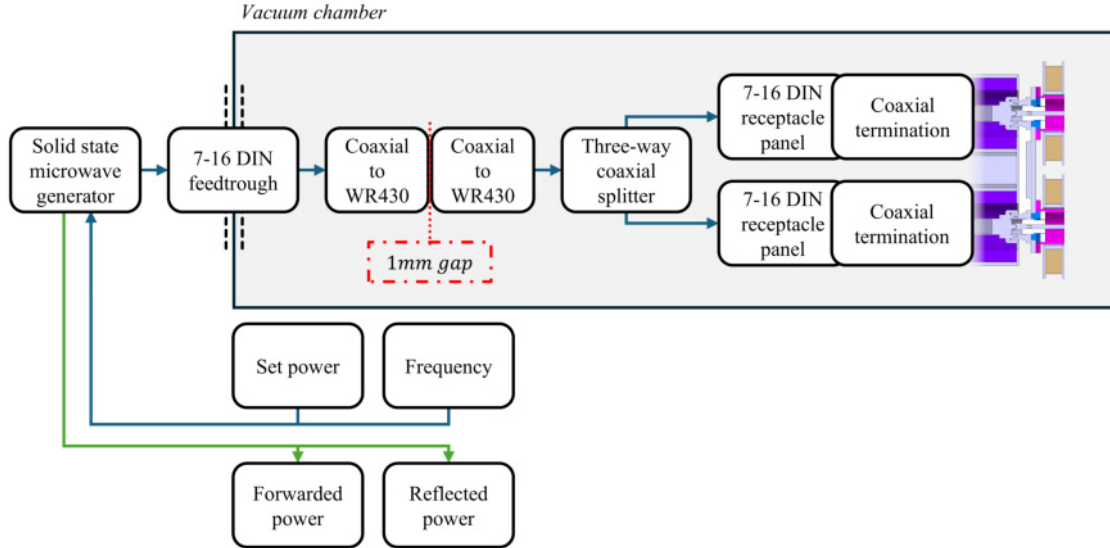 Vacuum chamber
Solid state
microwave
generator
7-16 DIN
feedtrough
Coaxial
to
WR430
Coaxial
to
WR430
1mm gap
Three-way
coaxial
splitter
7-16 DIN
receptacle
panel
Coaxial
termination
7-16 DIN
receptacle
panel
Coaxial
termination
Set power
Frequency
Forwarded
power
Reflected
power